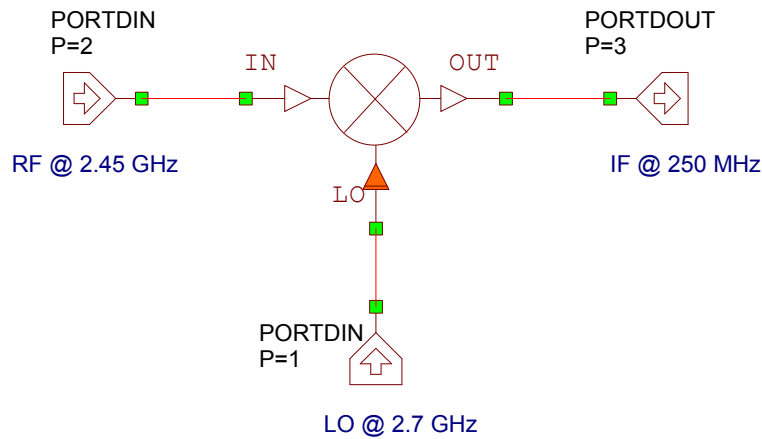 PORTDIN
P=2
PORTDOUT
P=3
IN
OUT
RF @ 2.45 GHz
IF @ 250 MHz
LO
PORTDIN
P=1
LO @ 2.7 GHz